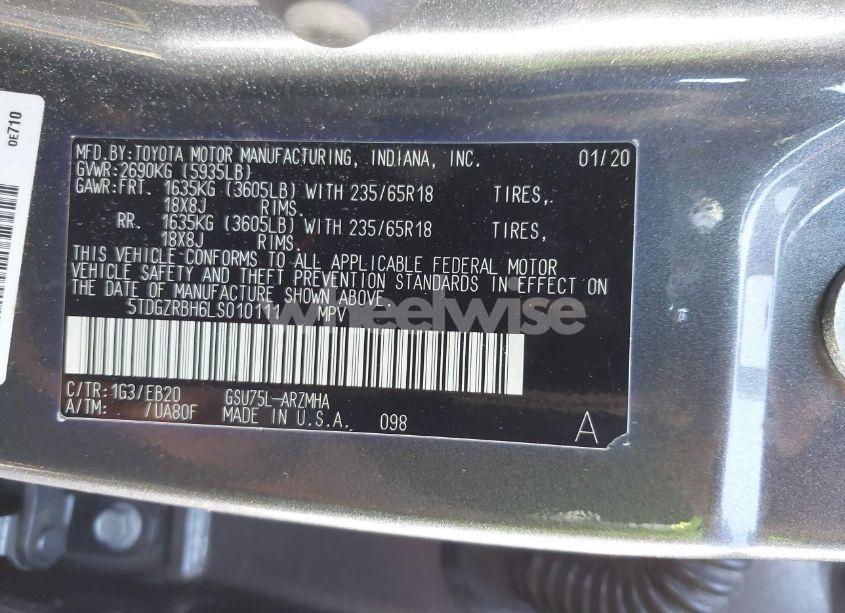 0E710
MFD.BY:TOYOTA MOTOR MANUFACTURING, INDIANA, INC. 01/20
GVWR:2690KG (5935LB)
GAWR:FRT. 1635KG (3605LB) WITH 235/65R18 TIRES,
18X8J RIMS.
RR. 1635KG (3605LB) WITH 235/65R18 TIRES,
18X8J RIMS.
THIS VEHICLE CONFORMS TO ALL APPLICABLE FEDERAL MOTOR
VEHICLE SAFETY AND THEFT PREVENTION STANDARDS IN EFFECT ON
THE DATE OF MANUFACTURE SHOWN ABOVE.
5TDGZRBH6LS010111 MPV
wheelwise
C/TR:1G3/EB20 GSU75L-ARZMHA
A/TM: /UA80F MADE IN U.S.A. 098 A